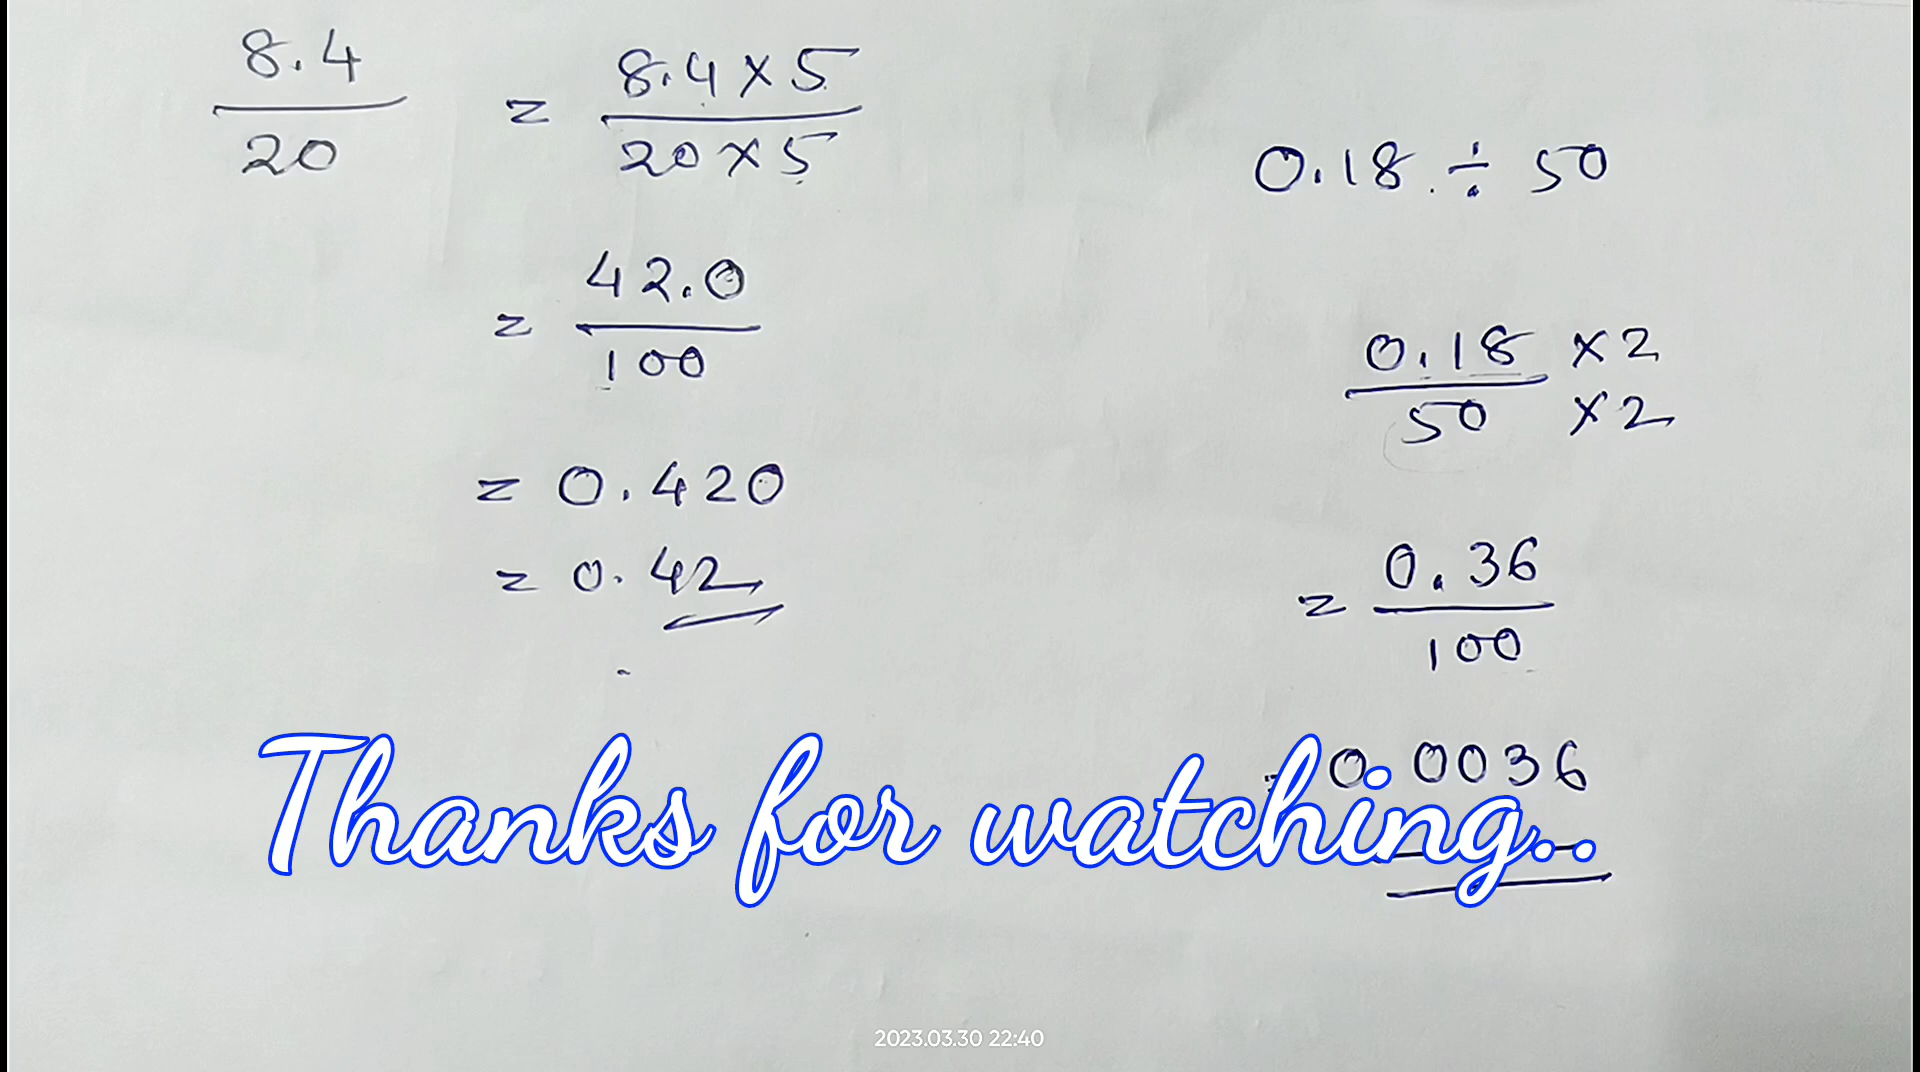 8.4
20
= 8.4 × 5
20 × 5
= 42.0
100
= 0.420
= 0.42
0.18 ÷ 50
0.18 × 2
50 × 2
= 0.36
100
= 0.0036
Thanks for watching..
2023.03.30 22:40